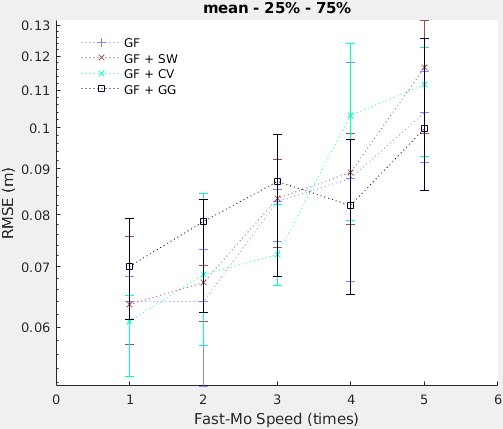 mean - 25% - 75%
0.13
0.12
0.11
0.1
0.09
0.08
0.07
0.06
RMSE (m)
GF
GF + SW
GF + CV
GF + GG
0 1 2 3 4 5 6
Fast-Mo Speed (times)